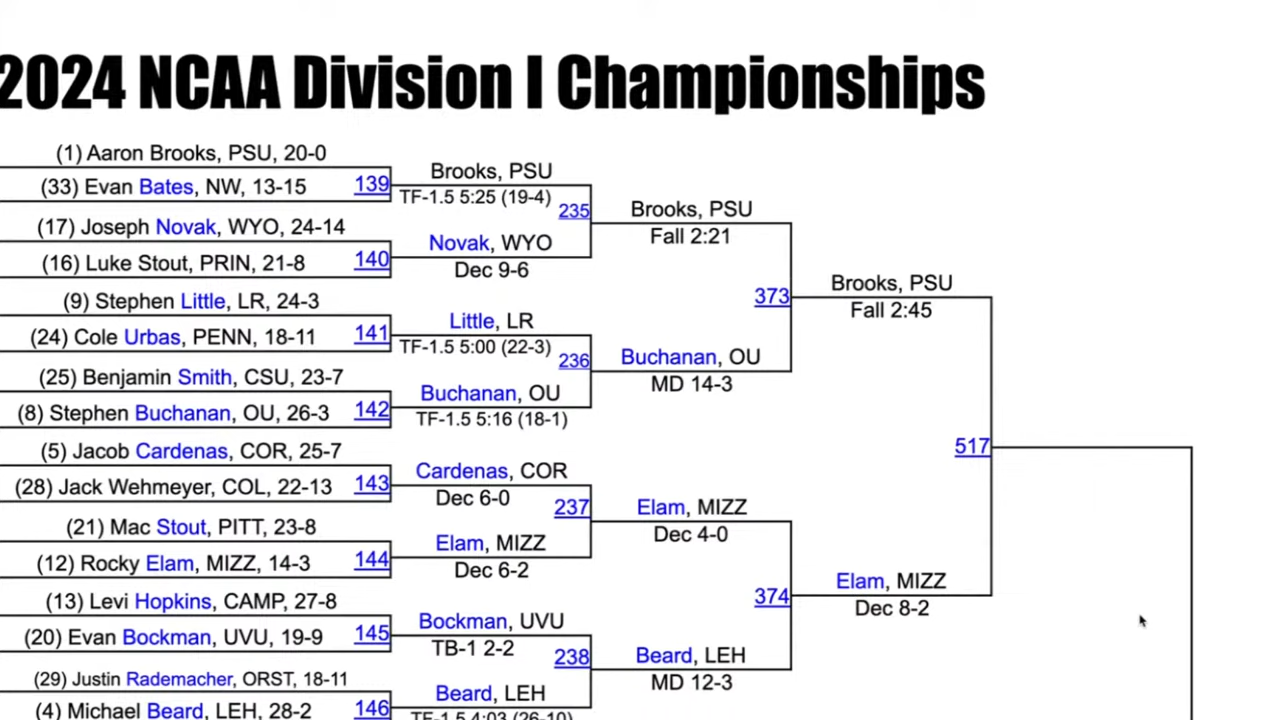 2024 NCAA Division I Championships
(1) Aaron Brooks, PSU, 20-0
(33) Evan Bates, NW, 13-15
139
(17) Joseph Novak, WYO, 24-14
(16) Luke Stout, PRIN, 21-8
140
(9) Stephen Little, LR, 24-3
(24) Cole Urbas, PENN, 18-11
141
(25) Benjamin Smith, CSU, 23-7
(8) Stephen Buchanan, OU, 26-3
142
(5) Jacob Cardenas, COR, 25-7
(28) Jack Wehmeyer, COL, 22-13
143
(21) Mac Stout, PITT, 23-8
(12) Rocky Elam, MIZZ, 14-3
144
(13) Levi Hopkins, CAMP, 27-8
(20) Evan Bockman, UVU, 19-9
145
(29) Justin Rademacher, ORST, 18-11
(4) Michael Beard, LEH, 28-2
146
Brooks, PSU
TF-1.5 5:25 (19-4)
235
Novak, WYO
Dec 9-6
Little, LR
TF-1.5 5:00 (22-3)
236
Buchanan, OU
TF-1.5 5:16 (18-1)
Cardenas, COR
Dec 6-0
237
Elam, MIZZ
Dec 6-2
Bockman, UVU
TB-1 2-2
238
Beard, LEH
TF-1.5 4:03 (26-10)
Brooks, PSU
Fall 2:21
373
Buchanan, OU
MD 14-3
Elam, MIZZ
Dec 4-0
374
Beard, LEH
MD 12-3
Brooks, PSU
Fall 2:45
517
Elam, MIZZ
Dec 8-2